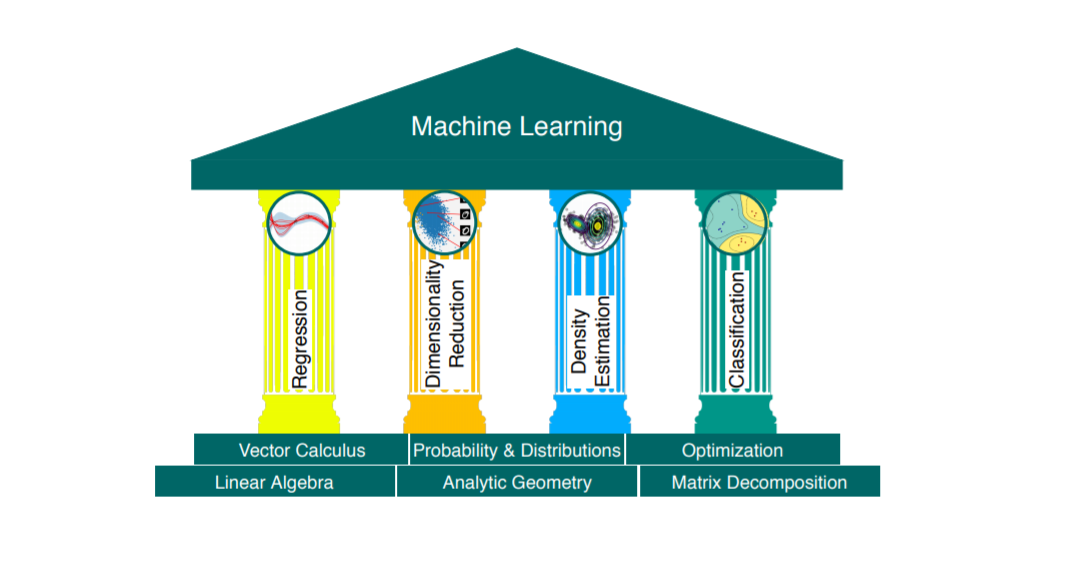 Machine Learning
Regression
Dimensionality
Reduction
Density
Estimation
Classification
Vector Calculus
Probability & Distributions
Optimization
Linear Algebra
Analytic Geometry
Matrix Decomposition